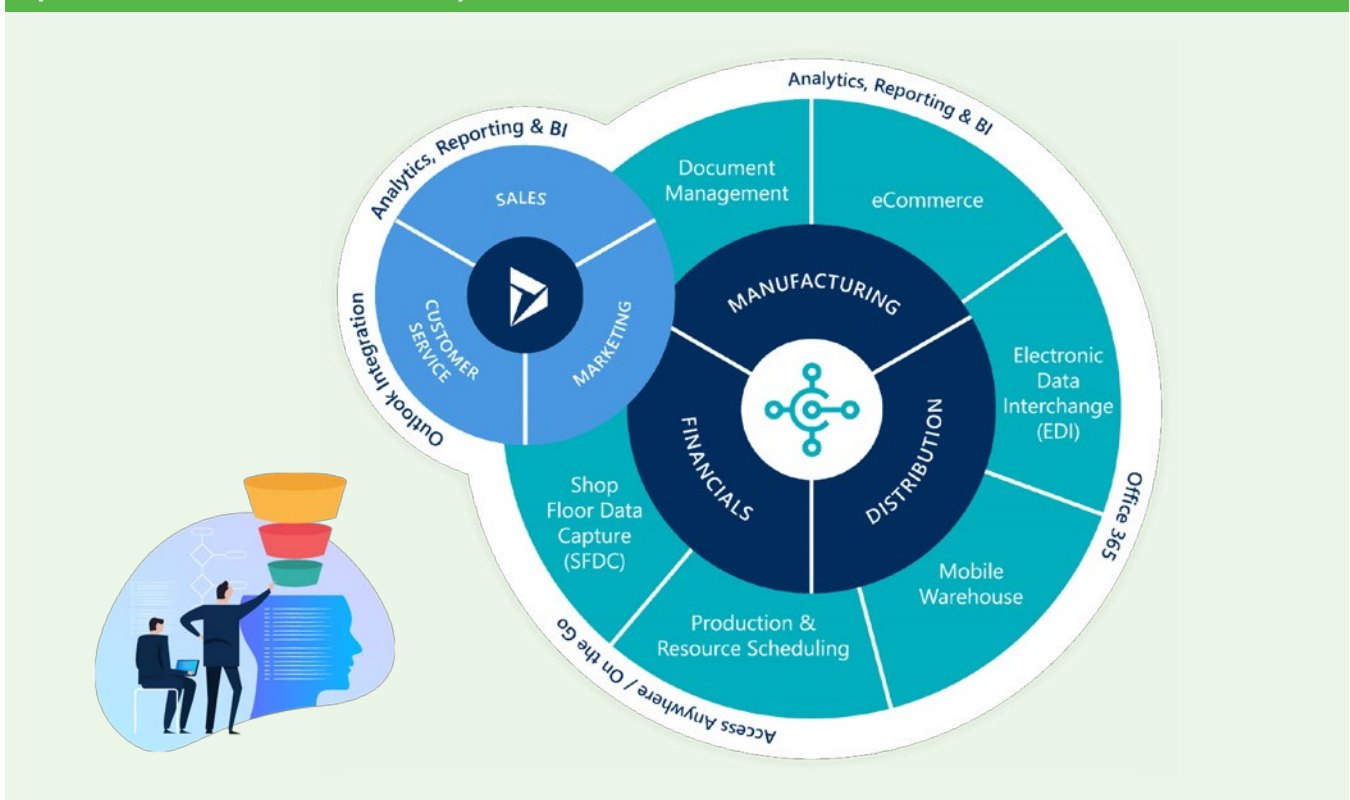 Analytics, Reporting & BI
SALES
CUSTOMER
SERVICE
MARKETING
Outlook Integration
Analytics, Reporting & BI
Document
Management
eCommerce
MANUFACTURING
Electronic
Data
Interchange
(EDI)
FINANCIALS
DISTRIBUTION
Shop
Floor Data
Capture
(SFDC)
Mobile
Warehouse
Production &
Resource Scheduling
Office 365
Access Anywhere / On the Go